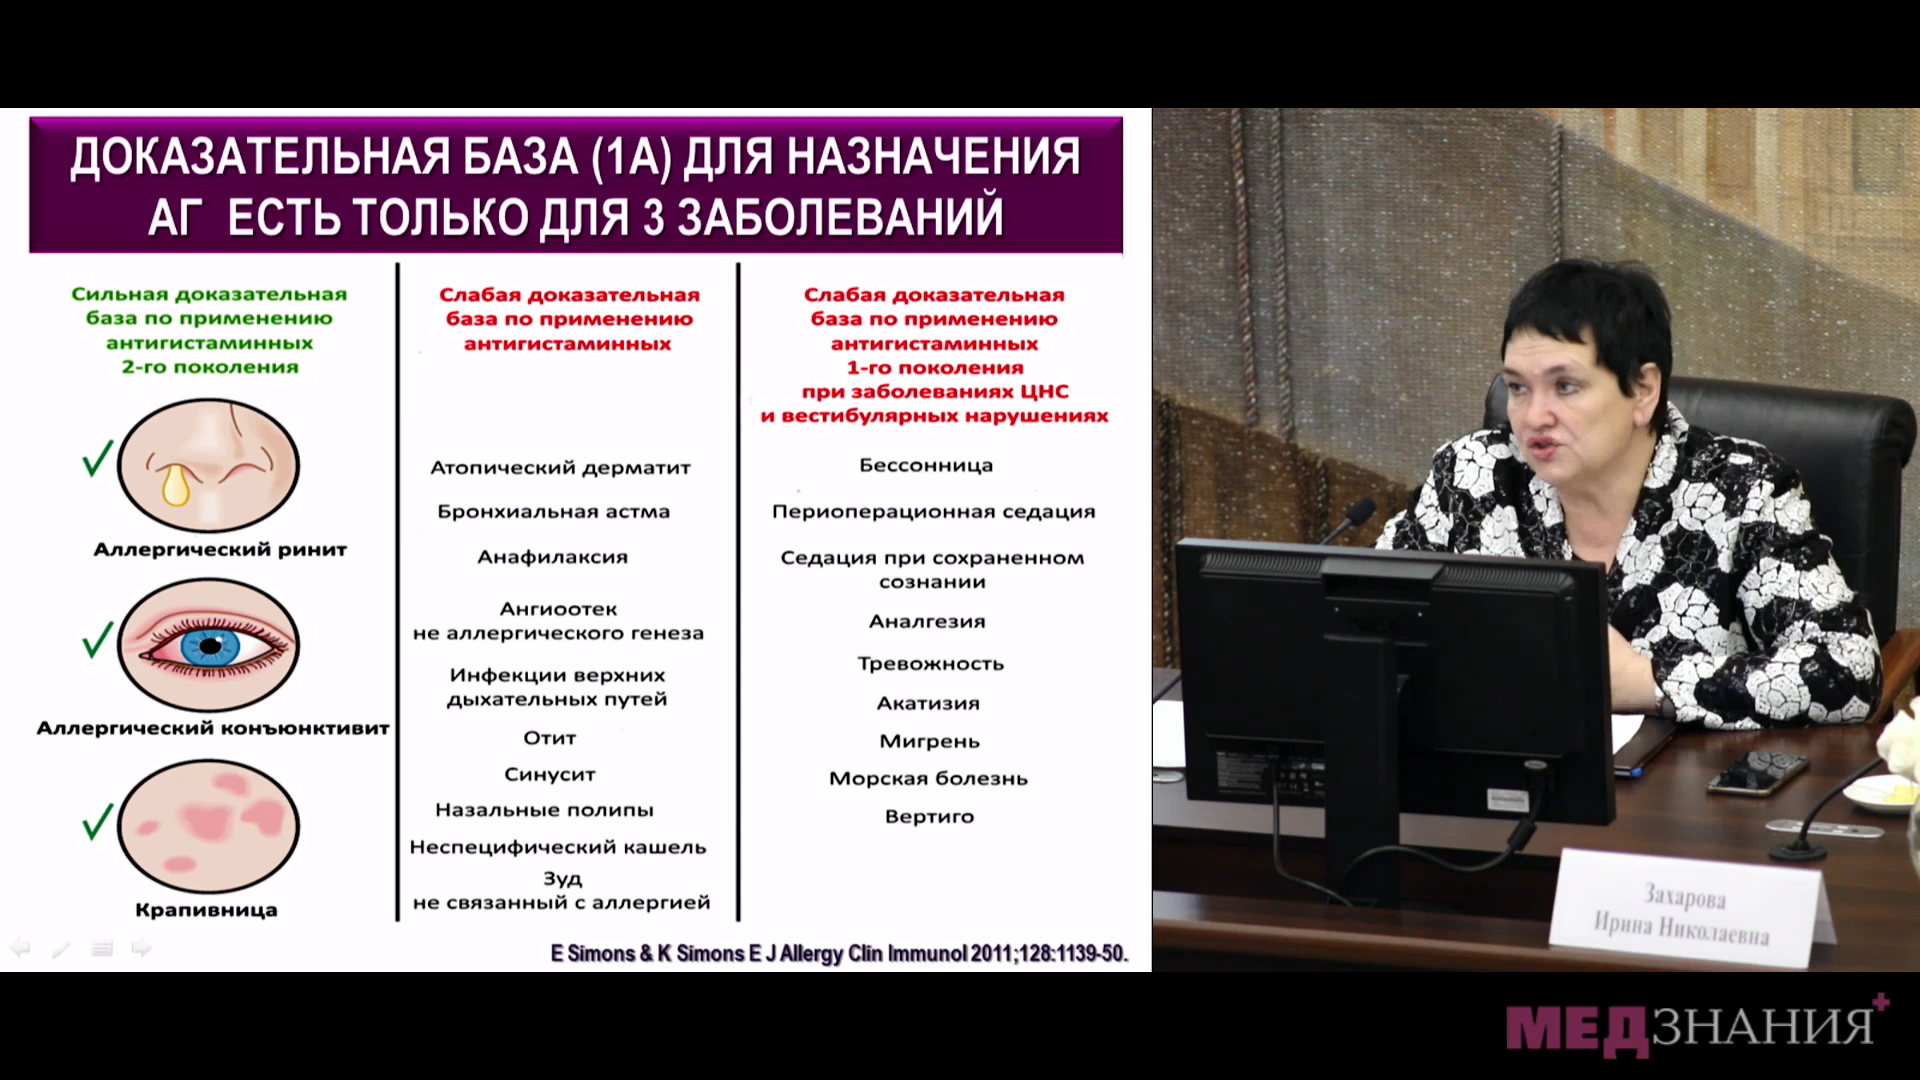 ДОКАЗАТЕЛЬНАЯ БАЗА (1А) ДЛЯ НАЗНАЧЕНИЯ
АГ ЕСТЬ ТОЛЬКО ДЛЯ 3 ЗАБОЛЕВАНИЙ
Сильная доказательная
база по применению
антигистаминных
2-го поколения
Аллергический ринит
Аллергический конъюнктивит
Крапивница
Слабая доказательная
база по применению
антигистаминных
Атопический дерматит
Бронхиальная астма
Анафилаксия
Ангиоотек
не аллергического генеза
Инфекции верхних
дыхательных путей
Отит
Синусит
Назальные полипы
Неспецифический кашель
Зуд
не связанный с аллергией
Слабая доказательная
база по применению
антигистаминных
1-го поколения
при заболеваниях ЦНС
и вестибулярных нарушениях
Бессонница
Периоперационная седация
Седация при сохраненном
сознании
Аналгезия
Тревожность
Акатизия
Мигрень
Морская болезнь
Вертиго
E Simons & K Simons E J Allergy Clin Immunol 2011;128:1139-50.
Захарова
Ирина Николаевна
МЕДЗНАНИЯ+